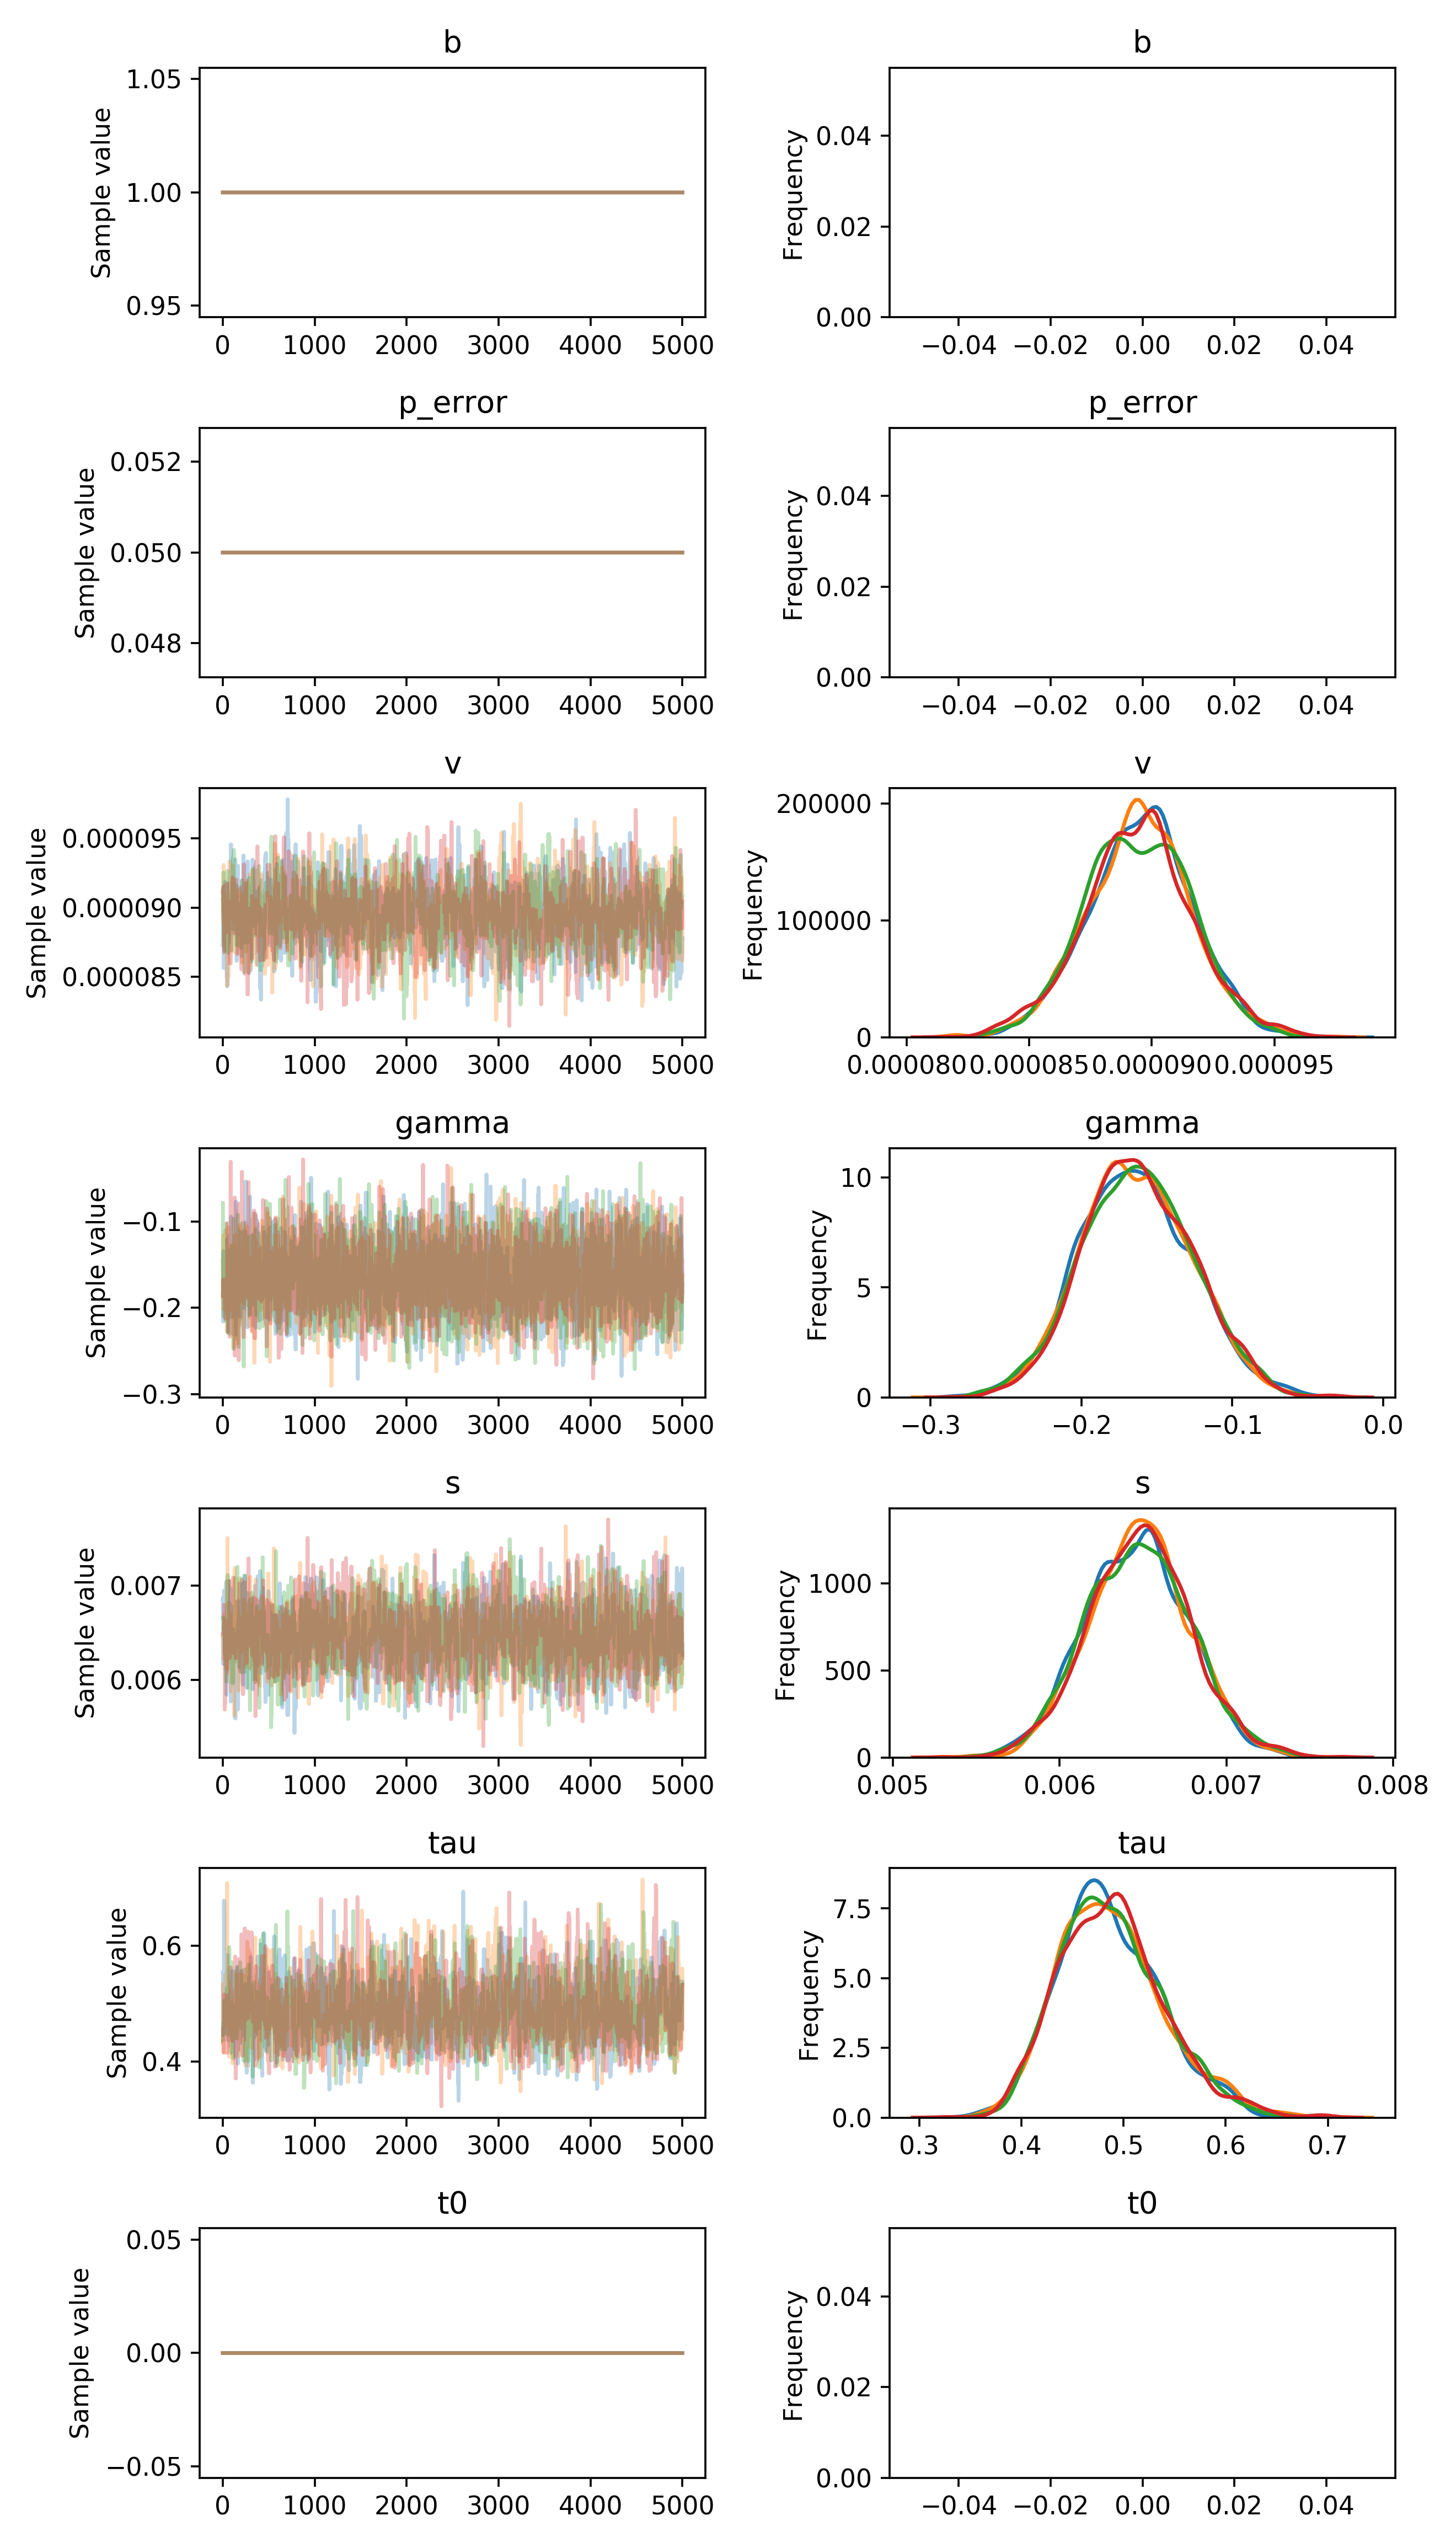 b
b
1.05
1.00
0.95
Sample value
0 1000 2000 3000 4000 5000
0.04
0.02
0.00
Frequency
−0.04 −0.02 0.00 0.02 0.04
p_error
p_error
0.052
0.050
0.048
Sample value
0 1000 2000 3000 4000 5000
0.04
0.02
0.00
Frequency
−0.04 −0.02 0.00 0.02 0.04
v
v
0.000095
0.000090
0.000085
Sample value
0 1000 2000 3000 4000 5000
200000
100000
0
Frequency
0.000080 0.000085 0.000090 0.000095
gamma
gamma
−0.1
−0.2
−0.3
Sample value
0 1000 2000 3000 4000 5000
10
5
0
Frequency
−0.3 −0.2 −0.1 0.0
s
s
0.007
0.006
Sample value
0 1000 2000 3000 4000 5000
1000
500
0
Frequency
0.005 0.006 0.007 0.008
tau
tau
0.6
0.4
Sample value
0 1000 2000 3000 4000 5000
7.5
5.0
2.5
0.0
Frequency
0.3 0.4 0.5 0.6 0.7
t0
t0
0.05
0.00
−0.05
Sample value
0 1000 2000 3000 4000 5000
0.04
0.02
0.00
Frequency
−0.04 −0.02 0.00 0.02 0.04